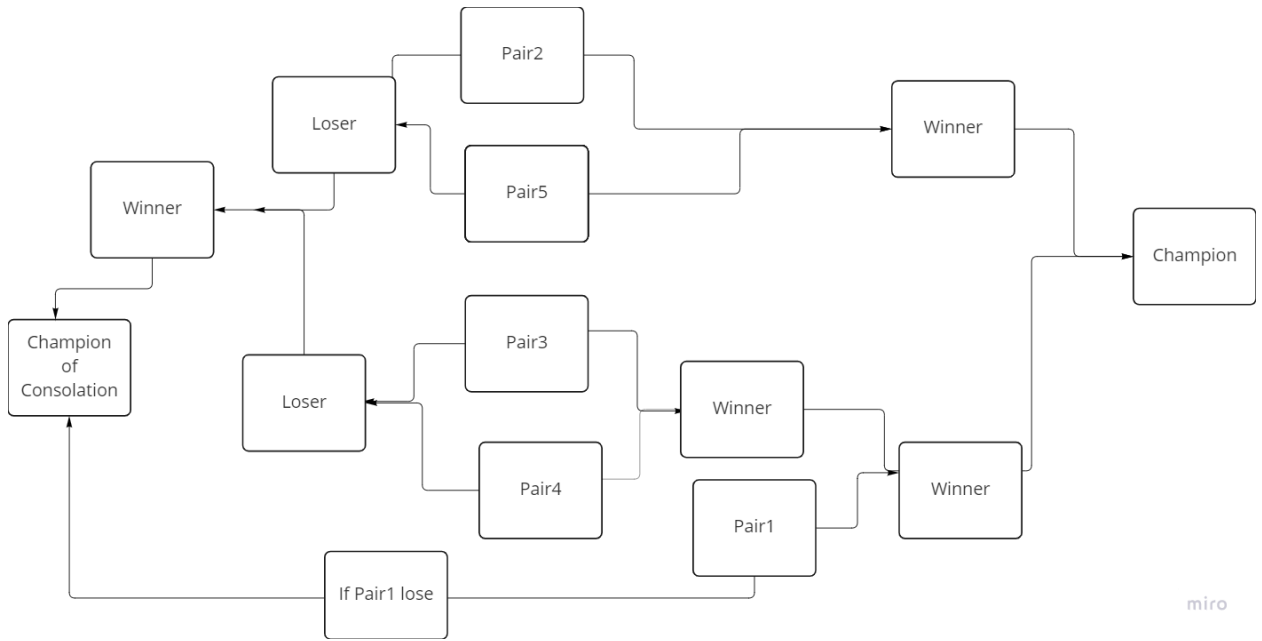 Pair2
Loser
Winner
Pair5
Winner
Champion
Champion
of
Consolation
Pair3
Loser
Winner
Pair4
Winner
Pair1
If Pair1 lose
miro